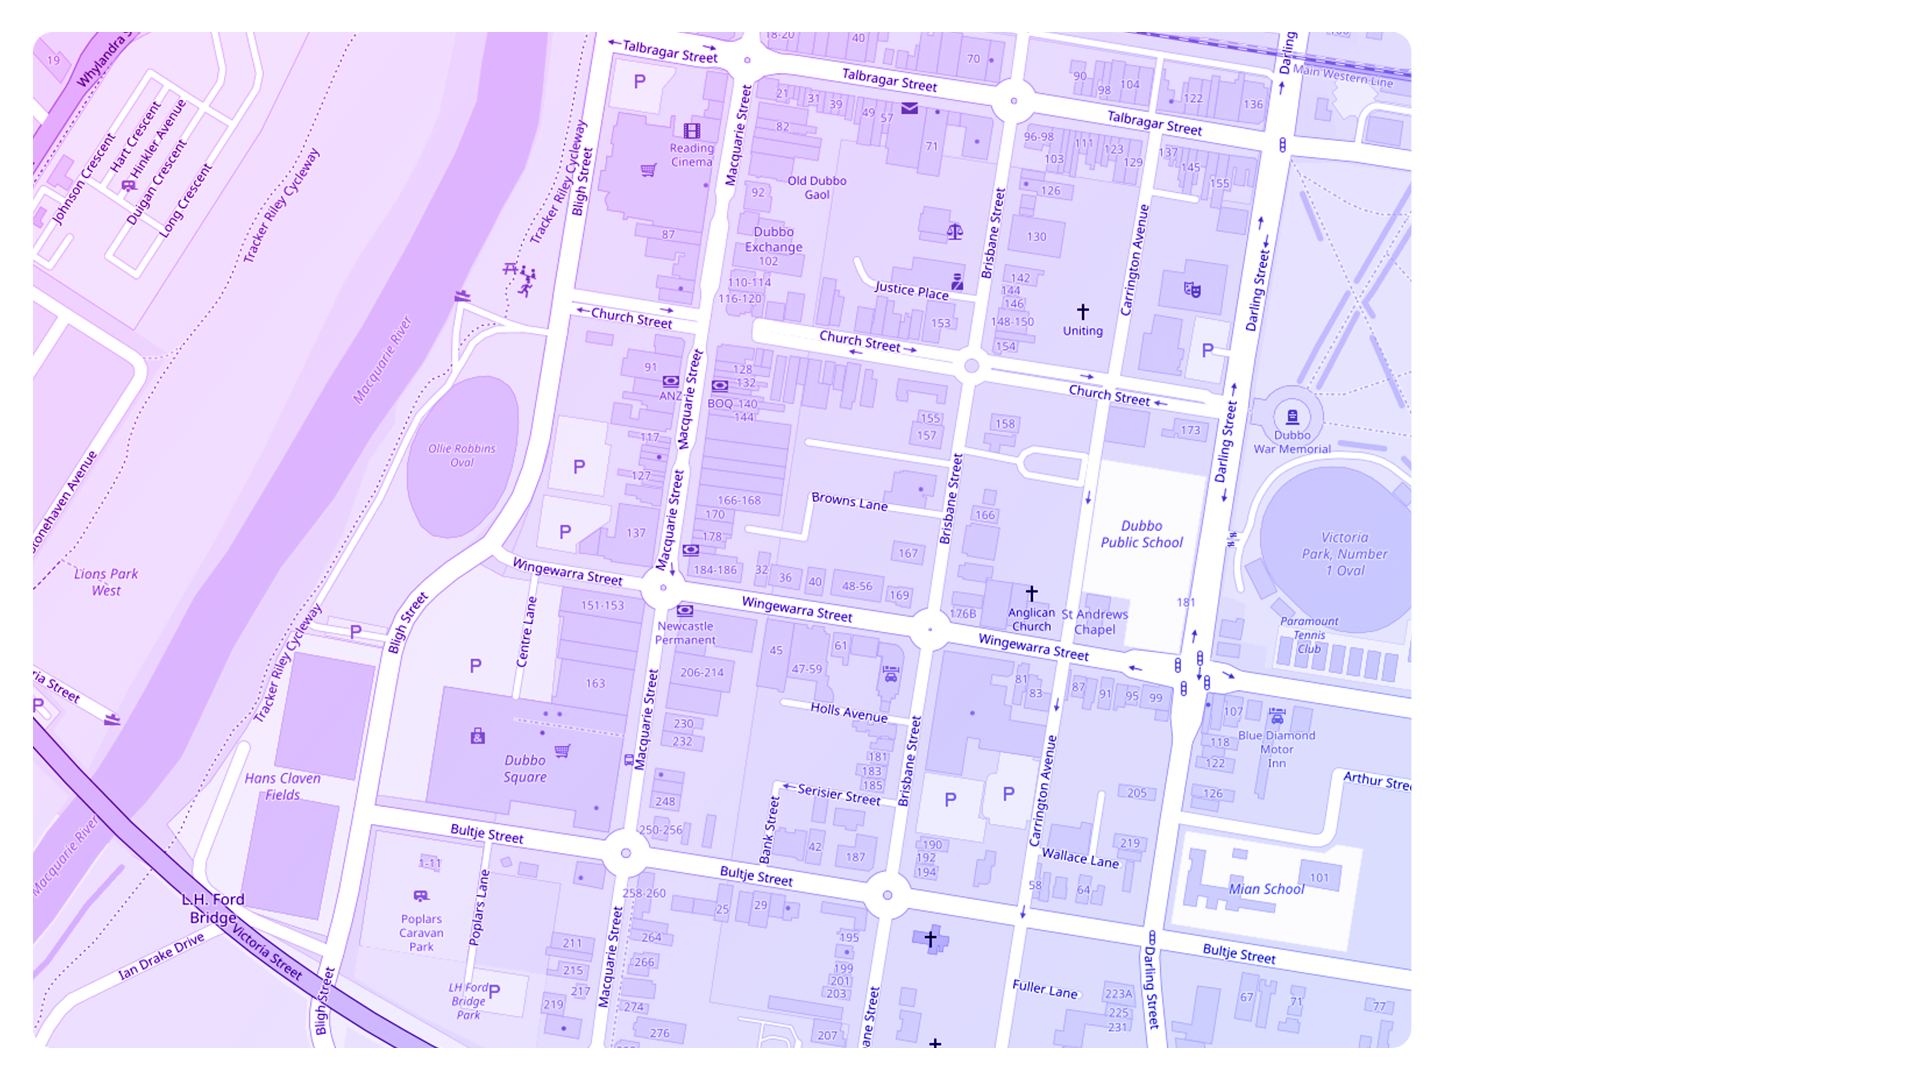 Talbragar Street
18-20
40
70
Talbragar Street
90
98
104
122
136
Darling
Main Western Line
Talbragar Street
19
Whylandra S
Johnson Crescent
Hart Crescent
Hinkler Avenue
Duigan Crescent
Long Crescent
Tracker Riley Cycleway
Tracker Riley Cycleway
Bligh Street
P
Reading
Cinema
87
Macquarie Street
21
31
39
49
57
82
71
92
Old Dubbo
Gaol
Dubbo
Exchange
102
110-114
116-120
Justice Place
153
Brisbane Street
96-98
103
111
123
129
126
130
142
144
146
148-150
154
Uniting
Carrington Avenue
137
145
155
P
Darling Street
Church Street
Church Street
Church Street
Macquarie River
Ollie Robbins
Oval
91
ANZ
117
127
137
P
P
Macquarie Street
Macquarie Street
128
132
BOQ
140
144
166-168
170
178
184-186
32
36
40
48-56
169
155
157
Browns Lane
167
Brisbane Street
158
166
176B
Anglican
Church
St Andrews
Chapel
173
Dubbo
Public School
181
Darling Street
Dubbo
War Memorial
Victoria
Park, Number
1 Oval
Paramount
Tennis
Club
Stonehaven Avenue
Lions Park
West
Wingewarra Street
Wingewarra Street
Wingewarra Street
Bligh Street
P
P
Centre Lane
151-153
163
Newcastle
Permanent
206-214
45
47-59
61
Holls Avenue
230
232
248
250-256
Macquarie Street
Tracker Riley Cycleway
ria Street
P
Hans Claven
Fields
Dubbo
Square
181
183
185
Serisier Street
Bank Street
42
187
Brisbane Street
81
83
87
91
95
99
P
P
190
192
194
Carrington Avenue
205
219
Wallace Lane
58
64
107
118
122
126
Blue Diamond
Motor
Inn
Arthur Stree
101
Mian School
Bultje Street
Bultje Street
Bultje Street
Macquarie River
L.H. Ford
Bridge
Victoria Street
Ian Drake Drive
Bligh Street
1-11
Poplars
Caravan
Park
Poplars Lane
LH Ford
Bridge
Park
P
211
215
217
219
Macquarie Street
258-260
264
266
274
276
25
29
195
199
201
203
207
ane Street
Fuller Lane
223A
225
231
Darling Street
67
71
77